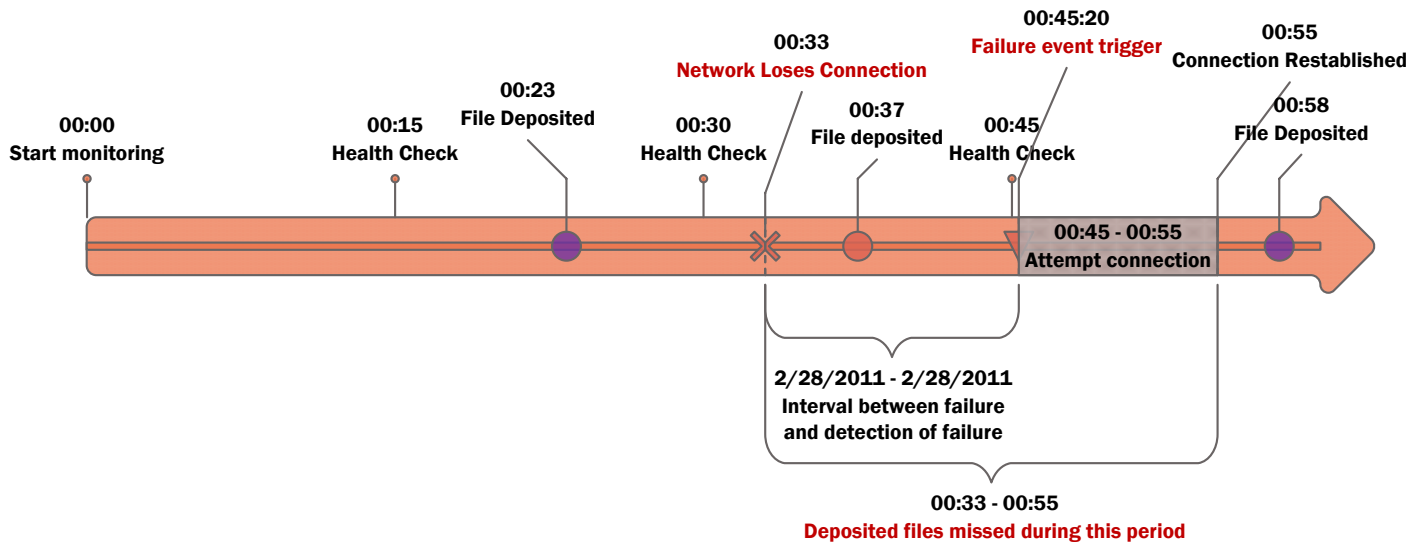 00:00
Start monitoring
00:15
Health Check
00:23
File Deposited
00:30
Health Check
00:33
Network Loses Connection
00:37
File deposited
00:45
Health Check
00:45:20
Failure event trigger
00:55
Connection Restablished
00:58
File Deposited
00:45 - 00:55
Attempt connection
2/28/2011 - 2/28/2011
Interval between failure
and detection of failure
00:33 - 00:55
Deposited files missed during this period